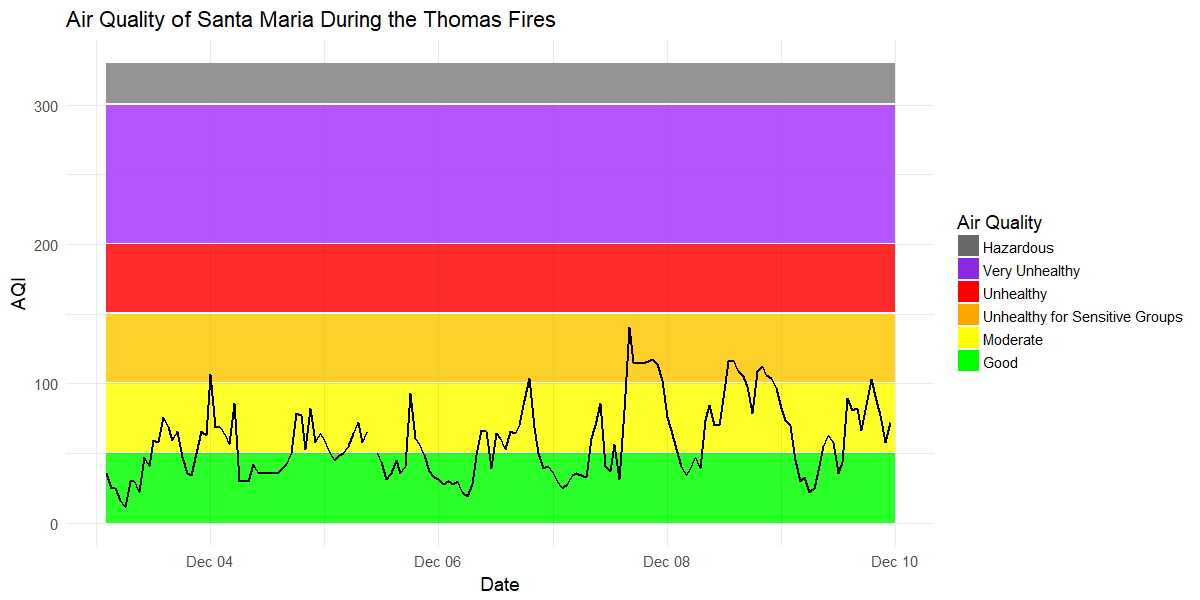 Air Quality of Santa Maria During the Thomas Fires
300
200
100
0
AQI
Dec 04
Dec 06
Dec 08
Dec 10
Date
Air Quality
Hazardous
Very Unhealthy
Unhealthy
Unhealthy for Sensitive Groups
Moderate
Good